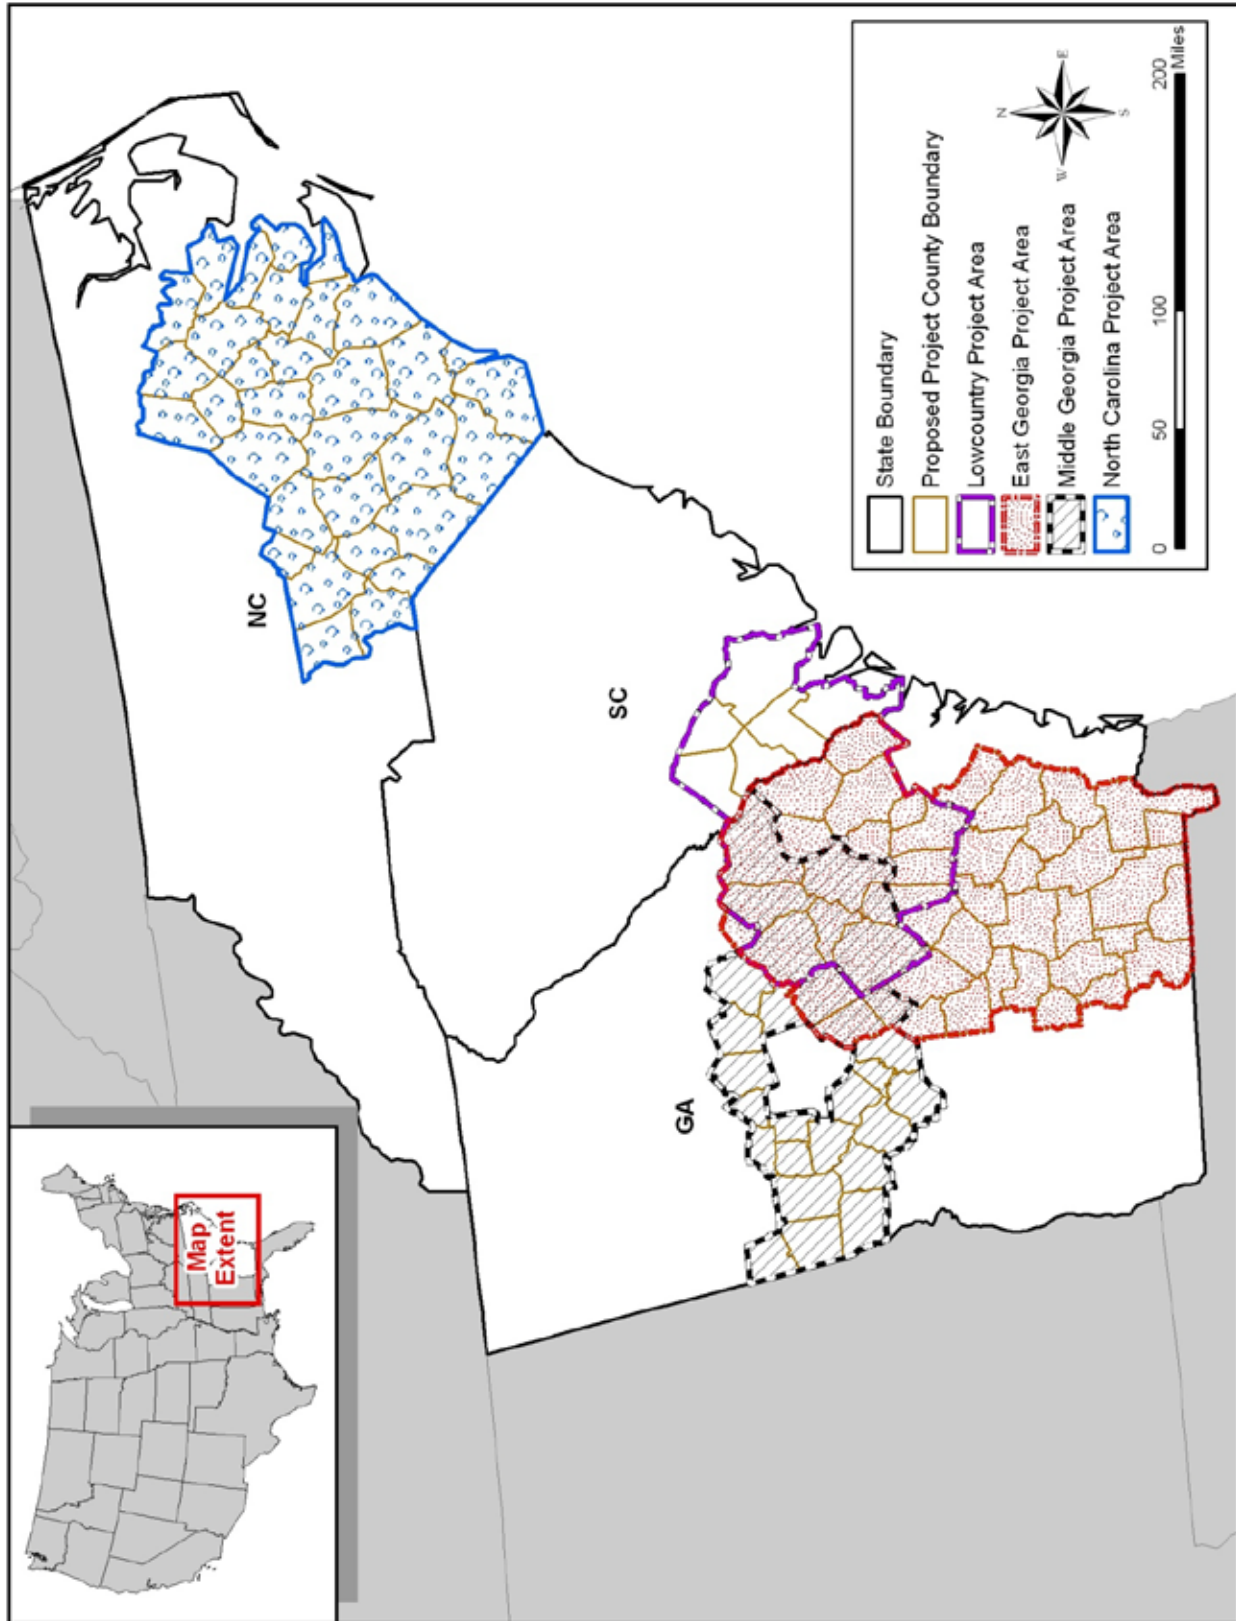 Map
Extent
NC
SC
GA
State Boundary
Proposed Project County Boundary
Lowcountry Project Area
East Georgia Project Area
Middle Georgia Project Area
North Carolina Project Area
N
W
E
S
0
50
100
200
Miles